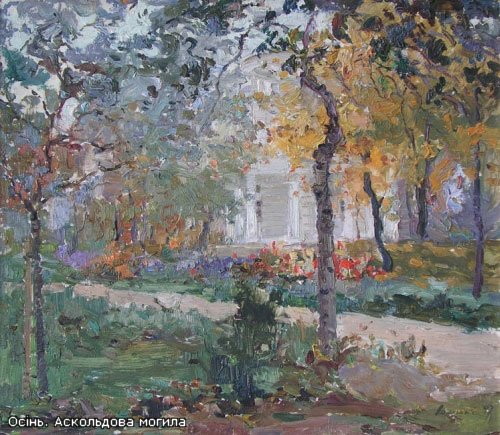 Осінь. Аскольдова могила